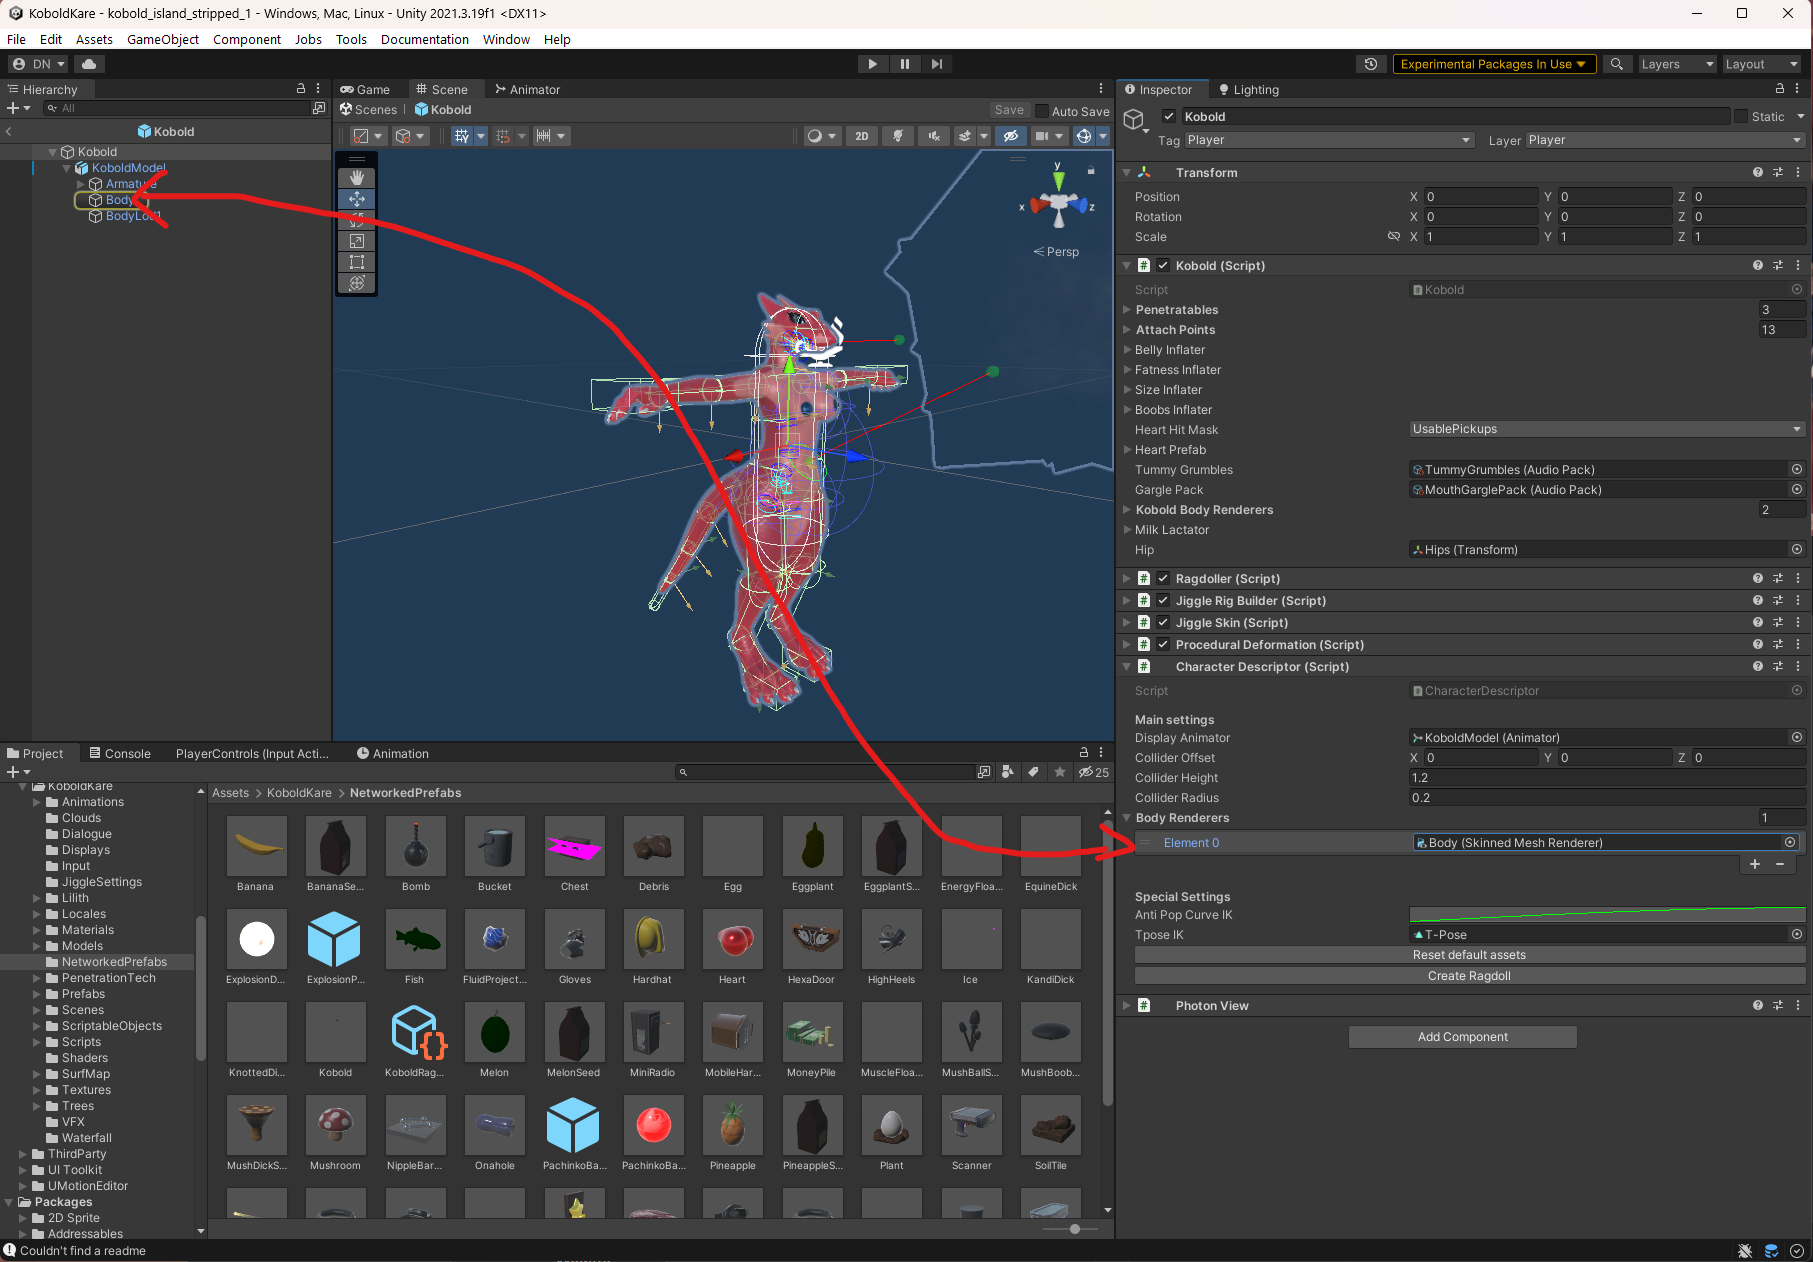 KoboldKare - kobold_island_stripped_1 - Windows, Mac, Linux - Unity 2021.3.19f1 <DX11>
File Edit Assets GameObject Component Jobs Tools Documentation Window Help
DN
Experimental Packages In Use
Layers
Layout
Hierarchy
All
Kobold
Kobold
KoboldModel
Armature
Body
Game
Scene
Animator
Scenes
Kobold
Save
Auto Save
2D
y
x
z
Persp
Inspector
Lighting
Kobold
Static
Tag Player
Layer Player
Transform
Position X 0 Y 0 Z 0
Rotation X 0 Y 0 Z 0
Scale X 1 Y 1 Z 1
Kobold (Script)
Script Kobold
Penetratables 3
Attach Points 13
Belly Inflater
Fatness Inflater
Size Inflater
Boobs Inflater
Heart Hit Mask UsablePickups
Heart Prefab
Tummy Grumbles TummyGrumbles (Audio Pack)
Gargle Pack MouthGarglePack (Audio Pack)
Kobold Body Renderers 2
Milk Lactator
Hip Hips (Transform)
Ragdoller (Script)
Jiggle Rig Builder (Script)
Jiggle Skin (Script)
Procedural Deformation (Script)
Character Descriptor (Script)
Script CharacterDescriptor
Main settings
Display Animator KoboldModel (Animator)
Collider Offset X 0 Y 0 Z 0
Collider Height 1.2
Collider Radius 0.2
Body Renderers 1
Element 0 Body (Skinned Mesh Renderer)
+ −
Special Settings
Anti Pop Curve IK
Tpose IK T-Pose
Reset default assets
Create Ragdoll
Photon View
Add Component
Project
Console
PlayerControls (Input Acti...
Animation
25
KoboldKare
Animations
Clouds
Dialogue
Displays
Input
JiggleSettings
Lilith
Locales
Materials
Models
NetworkedPrefabs
PenetrationTech
Prefabs
Scenes
ScriptableObjects
Scripts
Shaders
SurfMap
Textures
Trees
VFX
Waterfall
ThirdParty
UI Toolkit
UMotionEditor
Packages
2D Sprite
Addressables
Assets > KoboldKare > NetworkedPrefabs
Banana BananaSe... Bomb Bucket Chest Debris Egg Eggplant EggplantS... EnergyFloa... EquineDick
ExplosionD... ExplosionP... Fish FluidProject... Gloves Hardhat Heart HexaDoor HighHeels Ice KandiDick
KnottedDi... Kobold KoboldRag... Melon MelonSeed MiniRadio MobileHar... MoneyPile MuscleFloa... MushBallS... MushBoob...
MushDickS... Mushroom NippleBar... Onahole PachinkoBa... PachinkoBa... Pineapple PineappleS... Plant Scanner SoilTile
Couldn't find a readme